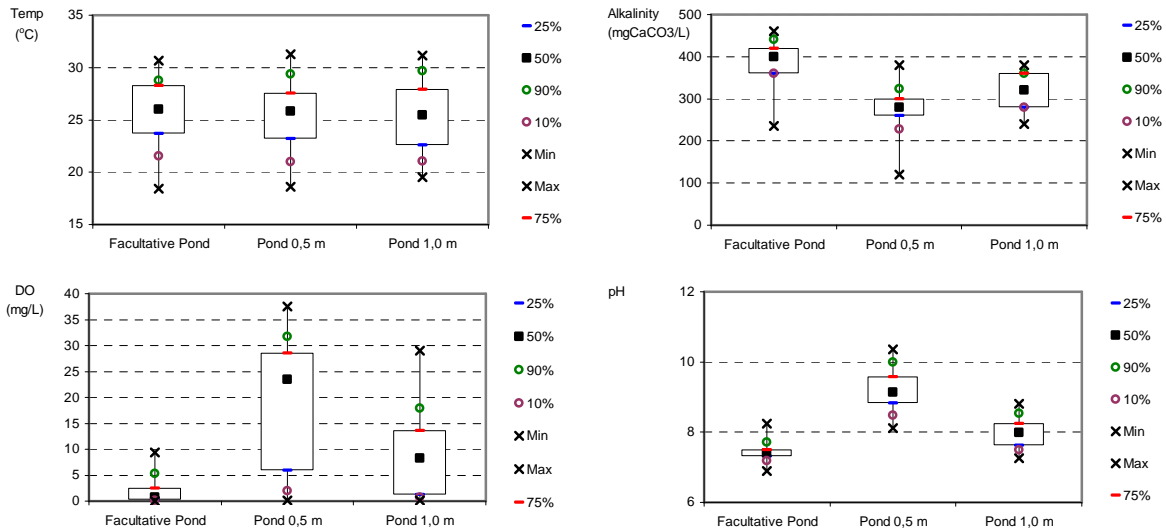 Temp
(°C)
35
30
25
20
15
Facultative Pond
Pond 0,5 m
Pond 1,0 m
25%
50%
90%
10%
Min
Max
75%
Alkalinity
(mgCaCO3/L)
500
400
300
200
100
0
Facultative Pond
Pond 0,5 m
Pond 1,0 m
25%
50%
90%
10%
Min
Max
75%
DO
(mg/L)
40
35
30
25
20
15
10
5
0
Facultative Pond
Pond 0,5 m
Pond 1,0 m
25%
50%
90%
10%
Min
Max
75%
pH
12
10
8
6
Facultative Pond
Pond 0,5 m
Pond 1,0 m
25%
50%
90%
10%
Min
Max
75%